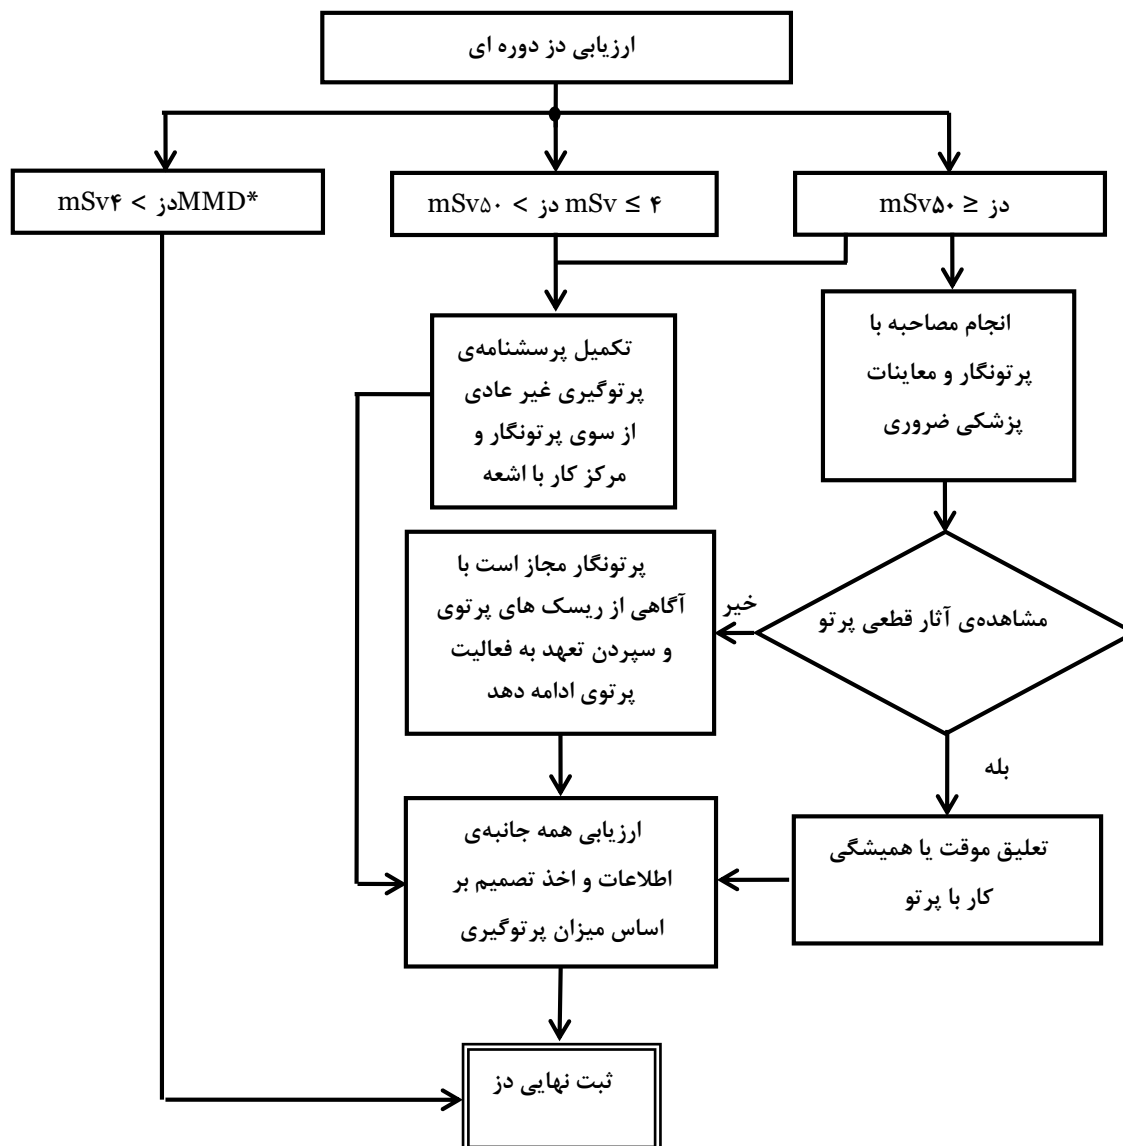 ارزیابی دز دوره ای
mSv۴ > دزMMD*
mSv۵۰ > دز mSv ≤ ۴
mSv۵۰ ≤ دز
انجام مصاحبه با
پرتونگار و معاینات
پزشکی ضروری
تکمیل پرسشنامه‌ی
پرتوگیری غیر عادی
از سوی پرتونگار و
مرکز کار با اشعه
مشاهده‌ی آثار قطعی پرتو
خیر
پرتونگار مجاز است با
آگاهی از ریسک های پرتوی
و سپردن تعهد به فعالیت
پرتوی ادامه دهد
بله
تعلیق موقت یا همیشگی
کار با پرتو
ارزیابی همه جانبه‌ی
اطلاعات و اخذ تصمیم بر
اساس میزان پرتوگیری
ثبت نهایی دز